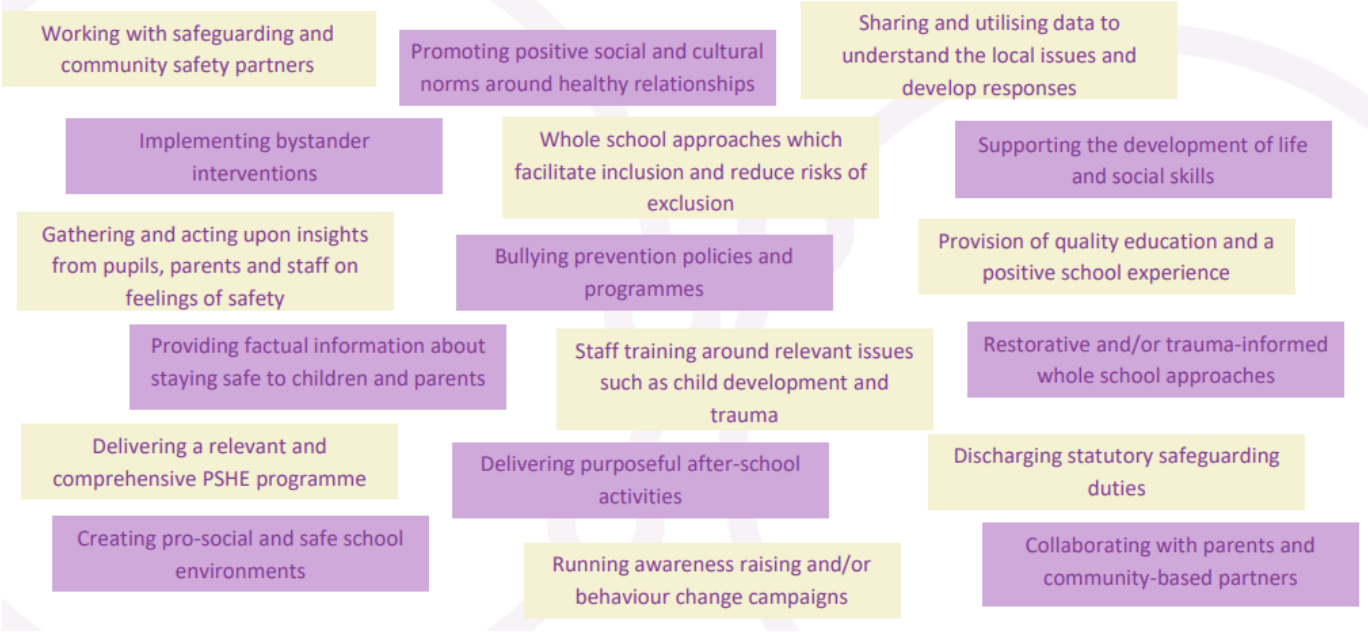 Working with safeguarding and
community safety partners
Promoting positive social and cultural
norms around healthy relationships
Sharing and utilising data to
understand the local issues and
develop responses
Implementing bystander
interventions
Whole school approaches which
facilitate inclusion and reduce risks of
exclusion
Supporting the development of life
and social skills
Gathering and acting upon insights
from pupils, parents and staff on
feelings of safety
Bullying prevention policies and
programmes
Provision of quality education and a
positive school experience
Providing factual information about
staying safe to children and parents
Staff training around relevant issues
such as child development and
trauma
Restorative and/or trauma-informed
whole school approaches
Delivering a relevant and
comprehensive PSHE programme
Delivering purposeful after-school
activities
Discharging statutory safeguarding
duties
Creating pro-social and safe school
environments
Running awareness raising and/or
behaviour change campaigns
Collaborating with parents and
community-based partners